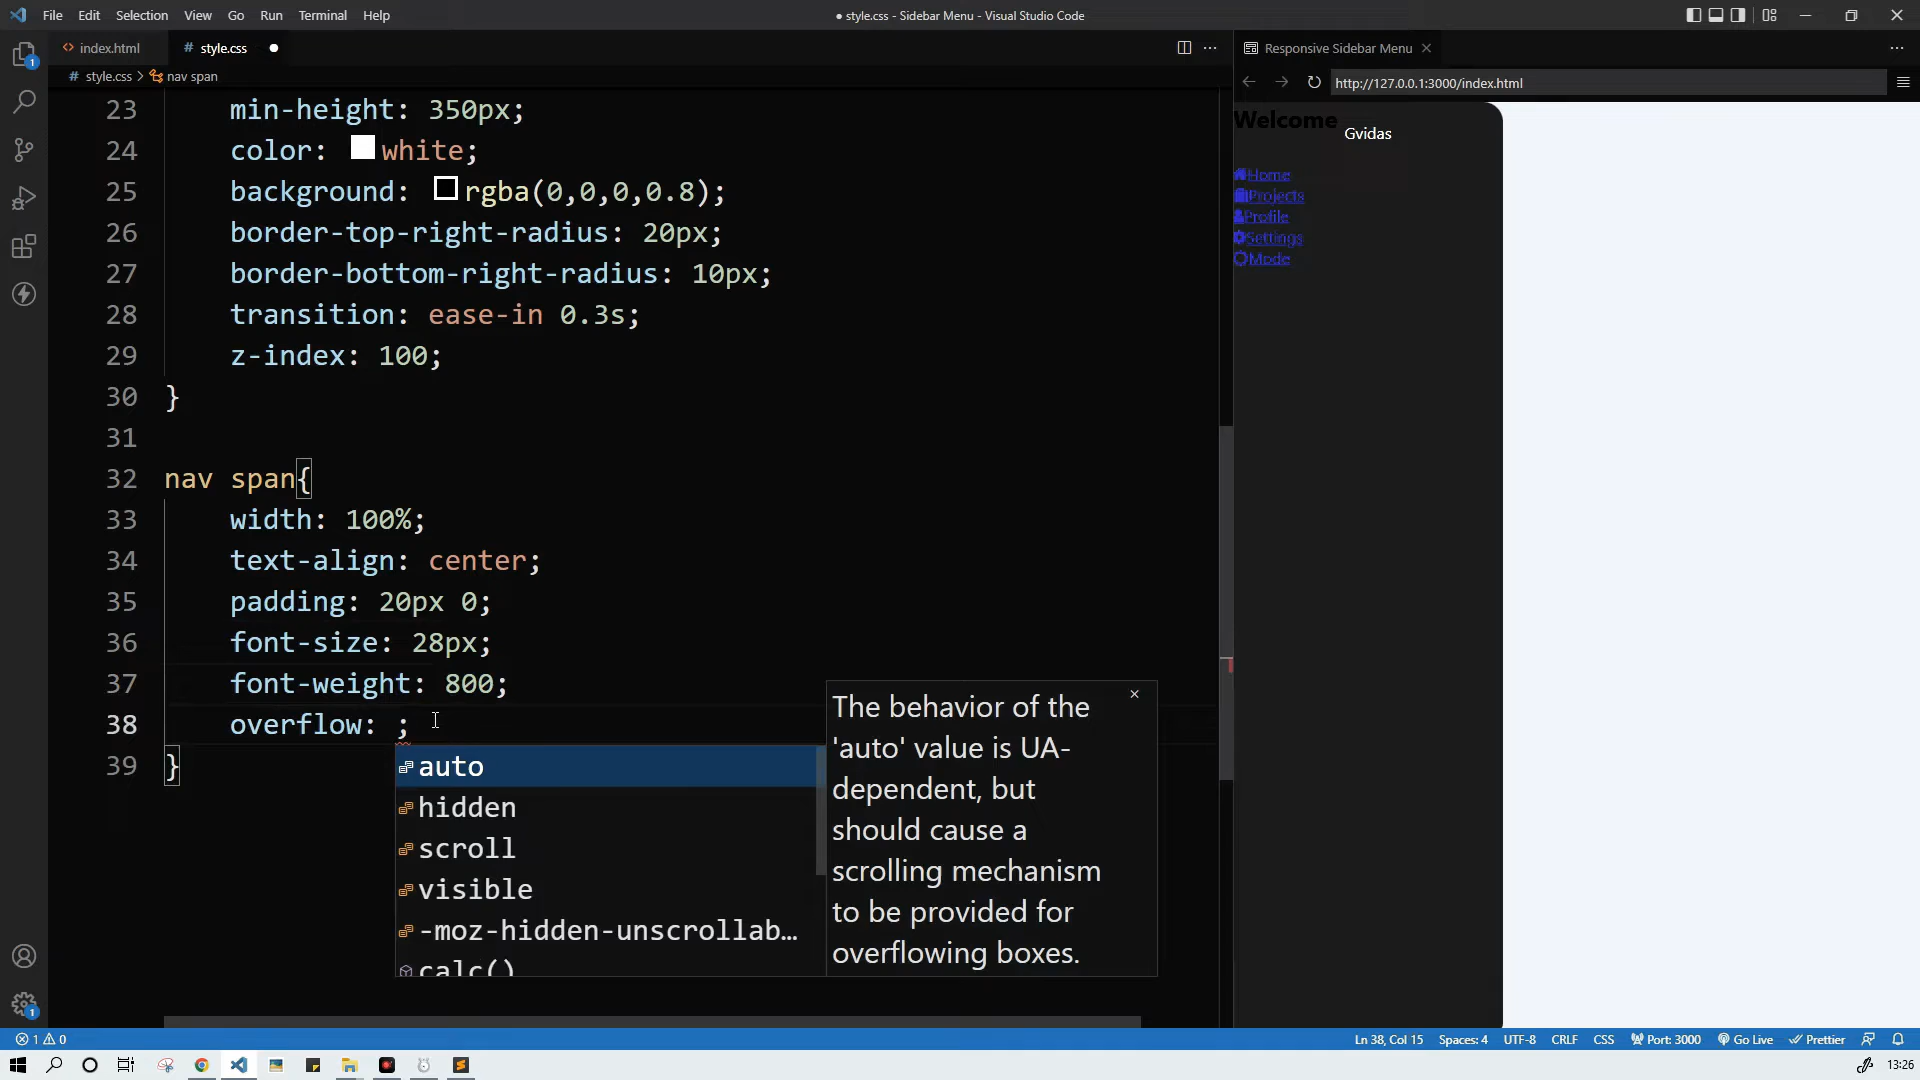 File Edit Selection View Go Run Terminal Help
● style.css - Sidebar Menu - Visual Studio Code
index.html
# style.css
Responsive Sidebar Menu
# style.css > nav span
http://127.0.0.1:3000/index.html
23 min-height: 350px;
24 color: white;
25 background: rgba(0,0,0,0.8);
26 border-top-right-radius: 20px;
27 border-bottom-right-radius: 10px;
28 transition: ease-in 0.3s;
29 z-index: 100;
30 }
31
32 nav span{
33 width: 100%;
34 text-align: center;
35 padding: 20px 0;
36 font-size: 28px;
37 font-weight: 800;
38 overflow: ;
39 }
auto
hidden
scroll
visible
-moz-hidden-unscrollab...
calc()
The behavior of the
'auto' value is UA-
dependent, but
should cause a
scrolling mechanism
to be provided for
overflowing boxes.
Welcome
Gvidas
Home
Projects
Profile
Settings
Mode
1
1
1 0
Ln 38, Col 15
Spaces: 4
UTF-8
CRLF
CSS
Port: 3000
Go Live
Prettier
13:26